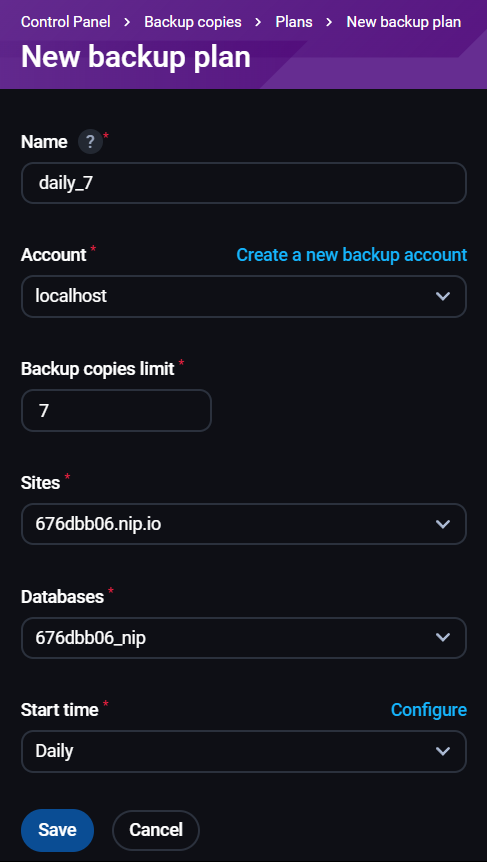 Control Panel > Backup copies > Plans > New backup plan
New backup plan
Name ? *
daily_7
Account * Create a new backup account
localhost
Backup copies limit *
7
Sites *
676dbb06.nip.io
Databases *
676dbb06_nip
Start time * Configure
Daily
Save Cancel